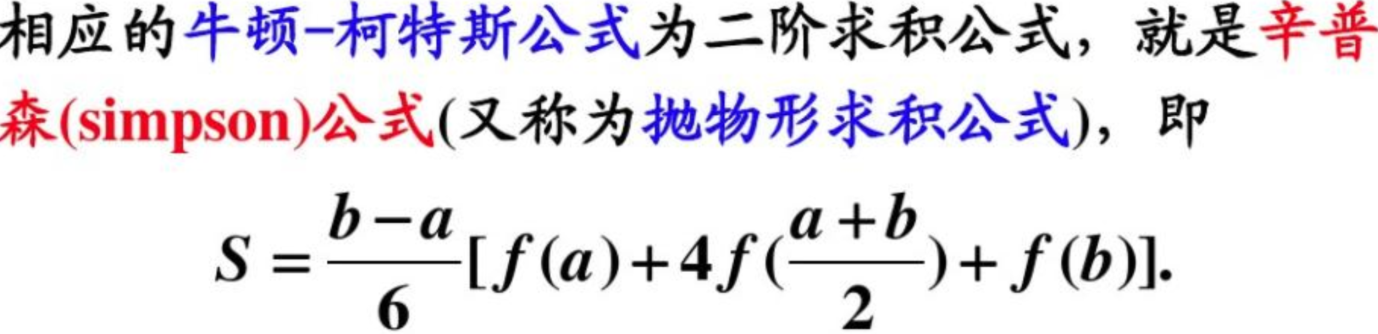 相应的牛顿-柯特斯公式为二阶求积公式，就是辛普
森(simpson)公式(又称为抛物形求积公式)，即
S = \frac{b-a}{6}[f(a)+4f(\frac{a+b}{2})+f(b)].